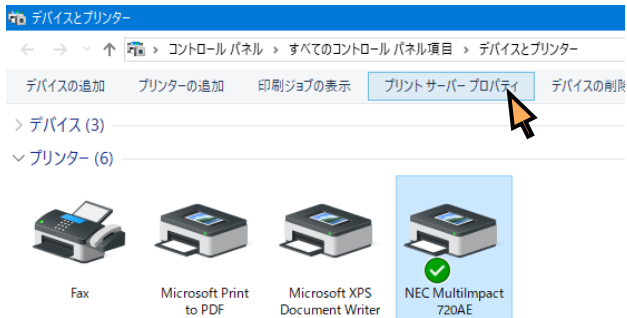 デバイスとプリンター
コントロール パネル › すべてのコントロール パネル項目 › デバイスとプリンター
デバイスの追加 プリンターの追加 印刷ジョブの表示 プリント サーバー プロパティ デバイスの削除
デバイス (3)
プリンター (6)
Fax
Microsoft Print
to PDF
Microsoft XPS
Document Writer
NEC MultiImpact
720AE